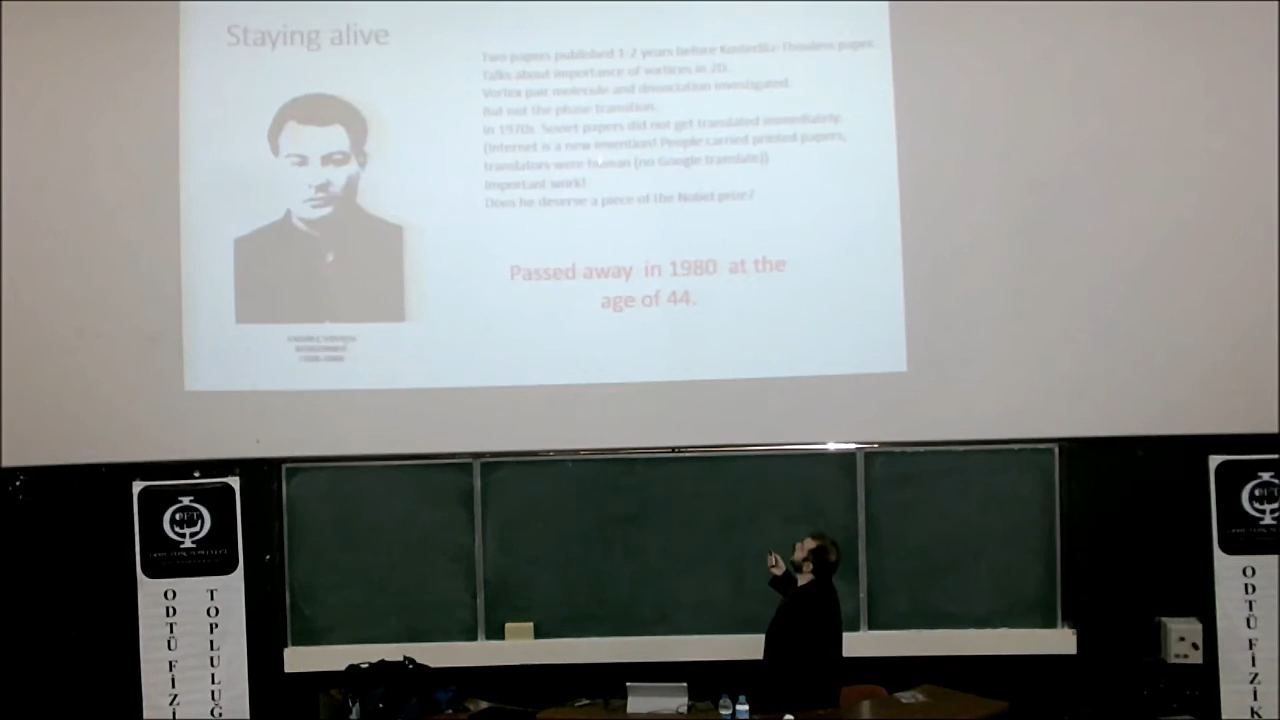 Staying alive
Two papers published 1-2 years before Kosterlitz-Thouless paper.
Talks about importance of vortices in 2D.
Vortex pair molecule and dissociation investigated.
But not the phase transition.
In 1970s Soviet papers did not get translated immediately.
(Internet is a new invention! People carried printed papers,
translators were human (no Google translate))
Important work!
Does he deserve a piece of the Nobel prize?
Passed away in 1980 at the
age of 44.
ODTÜ FİZİ
TOPLULUĞ
ODTÜ FİZİK